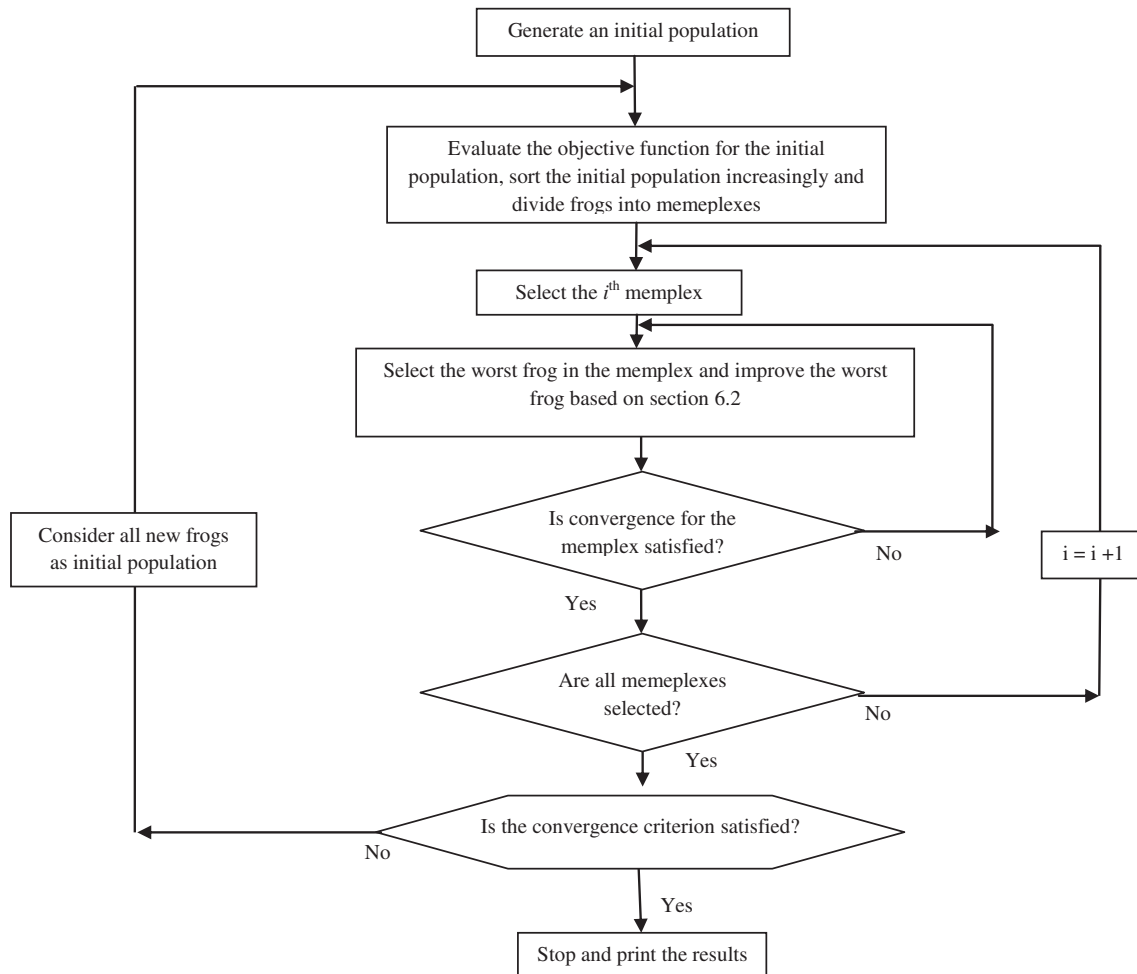 Generate an initial population
Evaluate the objective function for the initial
population, sort the initial population increasingly and
divide frogs into memeplexes
Select the ith memplex
Select the worst frog in the memplex and improve the worst
frog based on section 6.2
Is convergence for the
memplex satisfied?
No
Yes
Consider all new frogs
as initial population
i = i +1
Are all memeplexes
selected?
No
Yes
Is the convergence criterion satisfied?
No
Yes
Stop and print the results